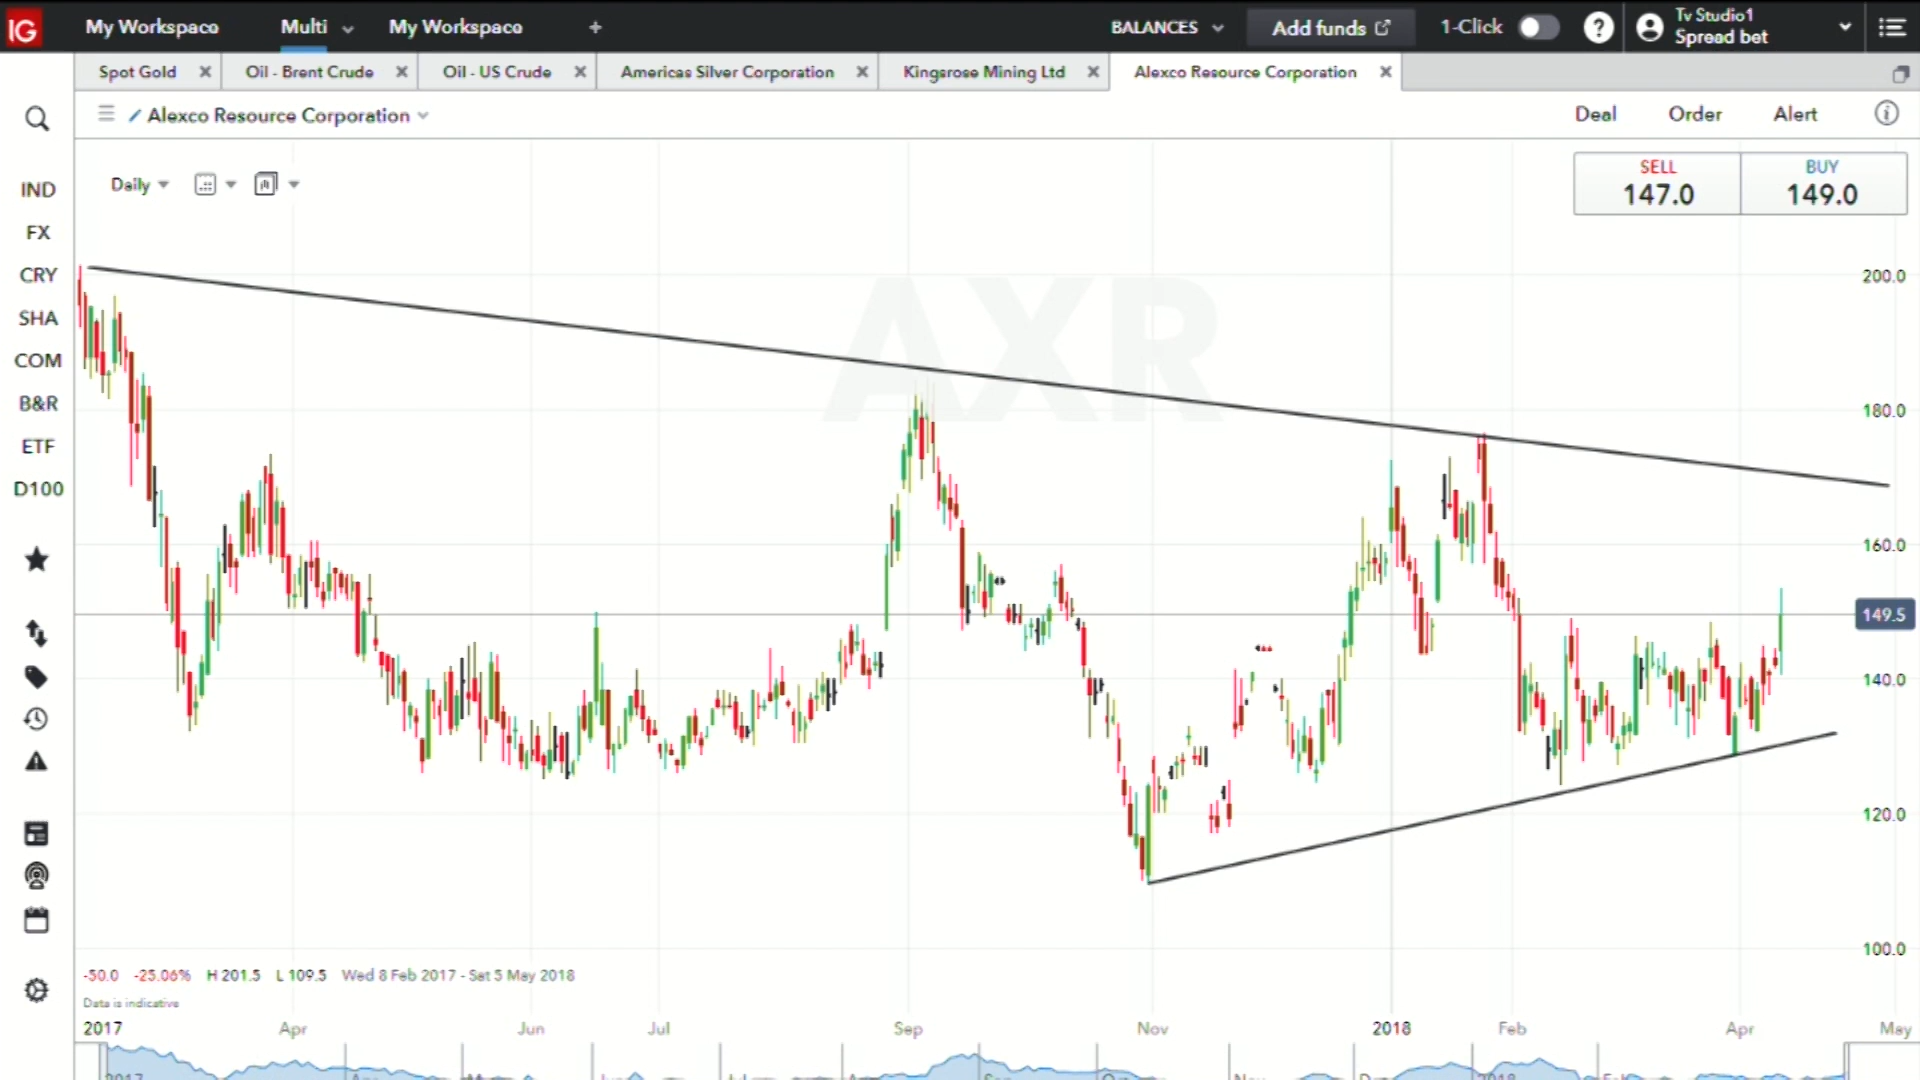 IG My Workspace Multi My Workspace + BALANCES Add funds 1-Click ? Tv Studio1
Spread bet
Spot Gold Oil - Brent Crude Oil - US Crude Americas Silver Corporation Kingsrose Mining Ltd Alexco Resource Corporation
Alexco Resource Corporation Deal Order Alert
Daily
SELL BUY
147.0 149.0
IND
FX
CRY
SHA
COM
B&R
ETF
D100
AXR
200.0
180.0
160.0
149.5
140.0
120.0
100.0
-50.0 -25.06% H 201.5 L 109.5 Wed 8 Feb 2017 - Sat 5 May 2018
Data is indicative
2017 Apr Jun Jul Sep Nov 2018 Feb Apr May